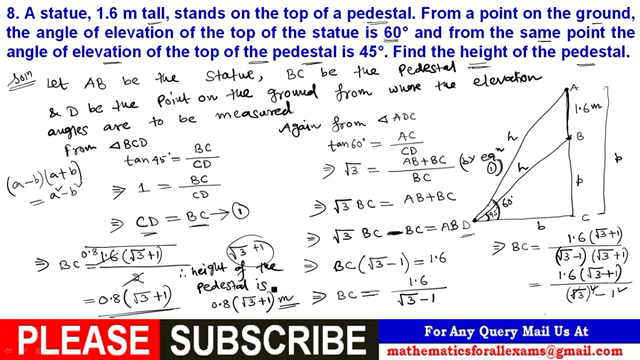 8. A statue, 1.6 m tall, stands on the top of a pedestal. From a point on the ground,
the angle of elevation of the top of the statue is 60° and from the same point the
angle of elevation of the top of the pedestal is 45°. Find the height of the pedestal.
Soln Let AB be the Statue, BC be the Pedestal
& D be the Point on the ground from where the elevation
angles are to be measured
From ⊲BCD
tan45° = BC/CD
(a-b)(a+b)
= a²-b²
⇒ 1 = BC/CD
⇒ CD = BC → ①
⇒ BC = 0.8 1.6(√3+1)/2
= 0.8(√3+1)
√3+1
∴ height of the
pedestal is
0.8(√3+1) m
Again from ⊲ADC
tan60° = AC/CD
⇒ √3 = AB+BC/BC (by eqn ①)
⇒ √3 BC = AB+BC
⇒ √3 BC - BC = AB
⇒ BC(√3-1) = 1.6
⇒ BC = 1.6/√3-1
A
1.6m
B
h
h
p
p
60°
45°
D
b
C
⇒ BC = 1.6(√3+1)/(√3-1)(√3+1)
= 1.6(√3+1)/(√3)²-1²
PLEASE SUBSCRIBE
For Any Query Mail Us At
mathematicsforallexams@gmail.com